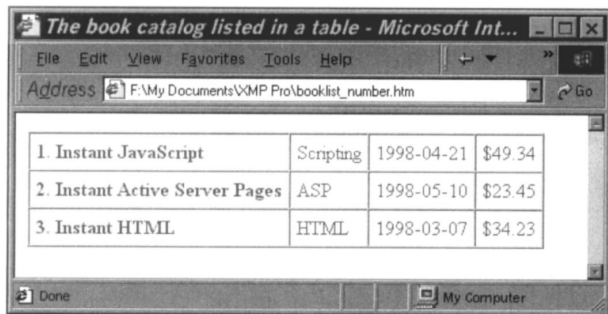 The book catalog listed in a table - Microsoft Int...
File Edit View Favorites Tools Help »
Address F:\My Documents\XMP Pro\booklist_number.htm Go
1. Instant JavaScript Scripting 1998-04-21 $49.34
2. Instant Active Server Pages ASP 1998-05-10 $23.45
3. Instant HTML HTML 1998-03-07 $34.23
Done My Computer